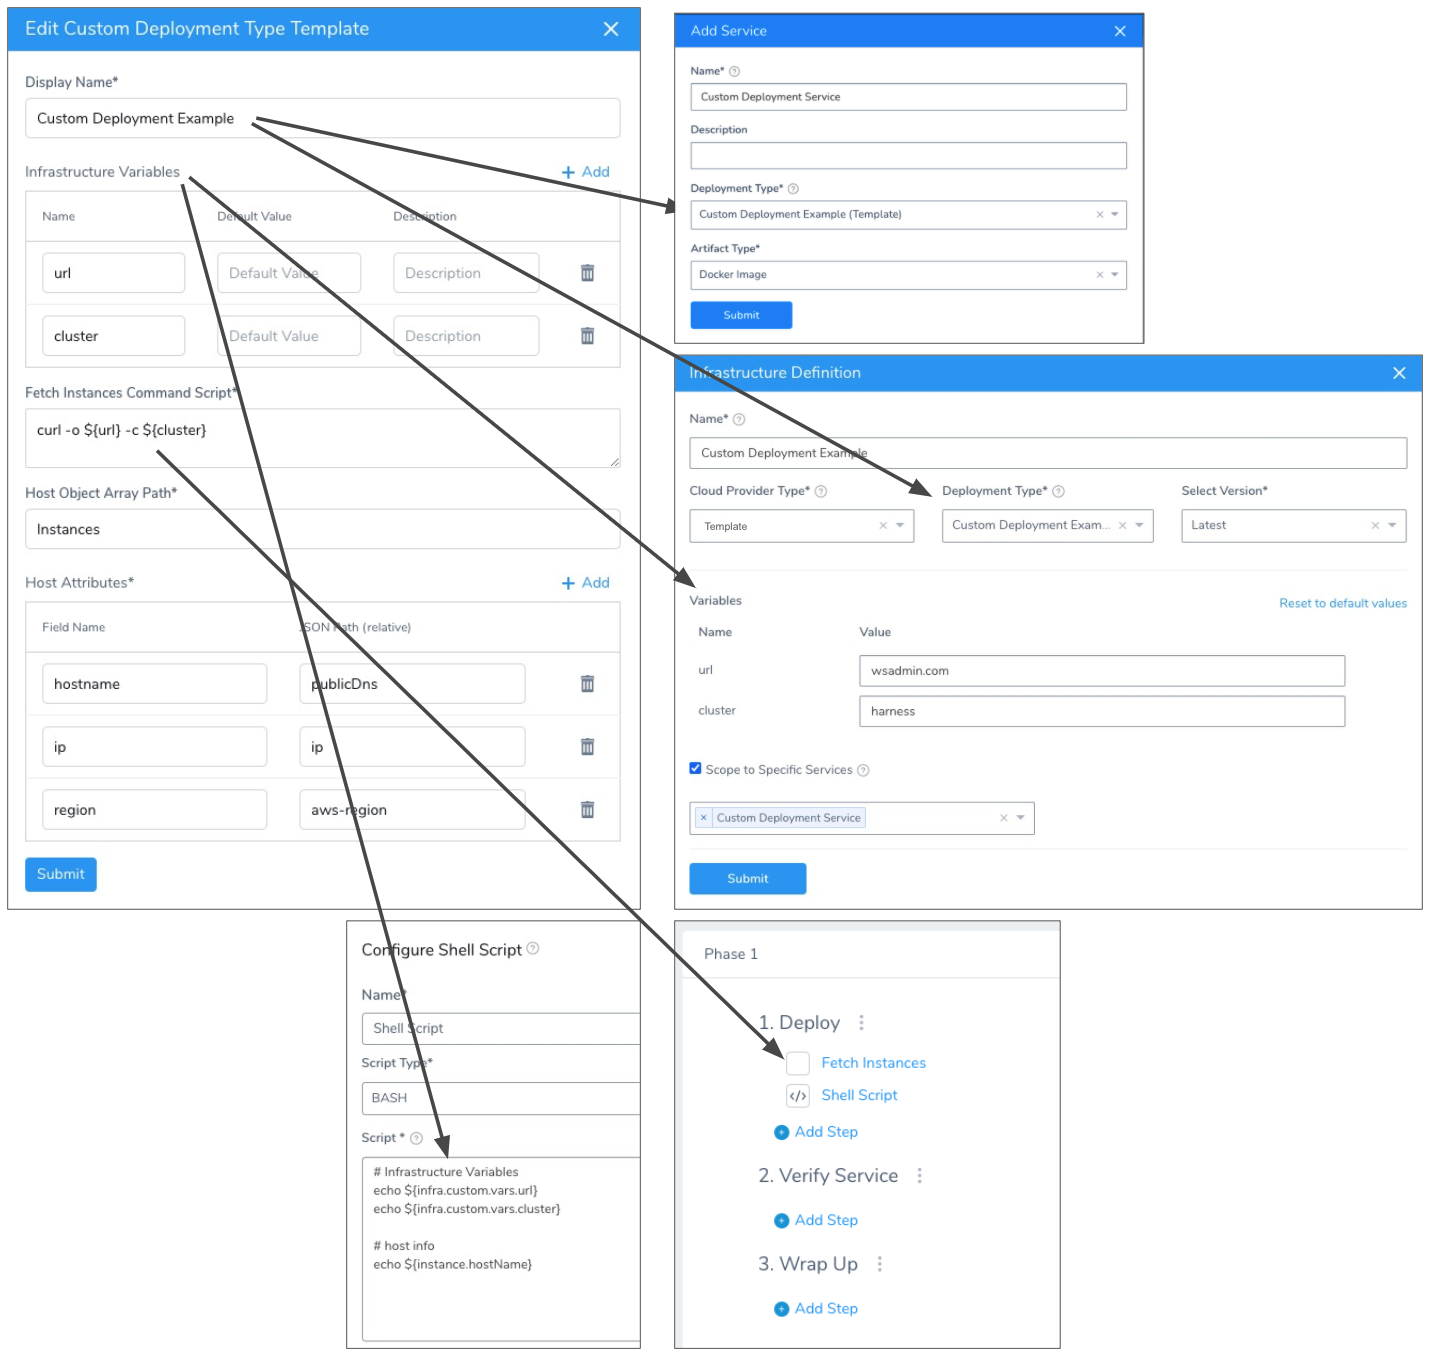 Edit Custom Deployment Type Template
Display Name*
Custom Deployment Example
Infrastructure Variables
Add
Name Default Value Description
url Default Value Description
cluster Default Value Description
Fetch Instances Command Script*
curl -o ${url} -c ${cluster}
Host Object Array Path*
Instances
Host Attributes*
Add
Field Name JSON Path (relative)
hostname publicDns
ip ip
region aws-region
Submit
Add Service
Name*
Custom Deployment Service
Description
Deployment Type*
Custom Deployment Example (Template)
Artifact Type*
Docker Image
Submit
Infrastructure Definition
Name*
Custom Deployment Example
Cloud Provider Type* Deployment Type* Select Version*
Template Custom Deployment Exam... Latest
Variables
Reset to default values
Name Value
url wsadmin.com
cluster harness
Scope to Specific Services
Custom Deployment Service
Submit
Configure Shell Script
Name*
Shell Script
Script Type*
BASH
Script *
# Infrastructure Variables
echo ${infra.custom.vars.url}
echo ${infra.custom.vars.cluster}
# host info
echo ${instance.hostName}
Phase 1
1. Deploy
Fetch Instances
</> Shell Script
Add Step
2. Verify Service
Add Step
3. Wrap Up
Add Step